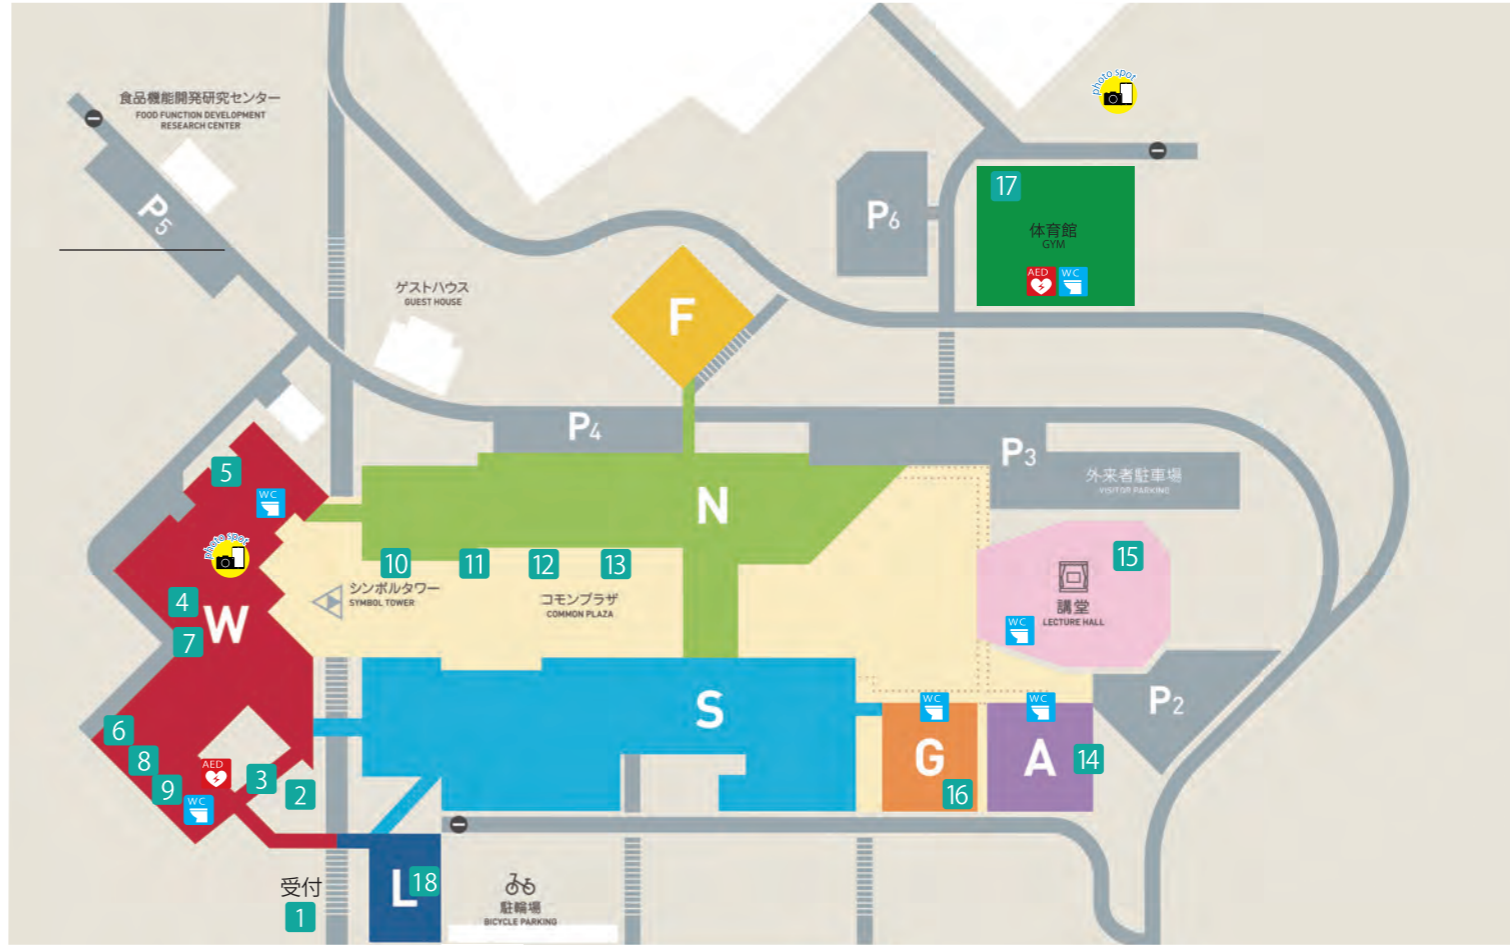 photo spot
食品機能開発研究センター
FOOD FUNCTION DEVELOPMENT
RESEARCH CENTER
P5
17
体育館
GYM
AED
WC
P6
ゲストハウス
GUEST HOUSE
F
P4
P3
外来者駐車場
VISITOR PARKING
5
WC
N
photo spot
10
11
12
13
シンボルタワー
SYMBOL TOWER
コモンプラザ
COMMON PLAZA
15
講堂
LECTURE HALL
WC
4
W
7
S
P2
WC
WC
6
8
9
AED
WC
3
2
G
16
A
14
受付
1
L
18
駐輪場
BICYCLE PARKING